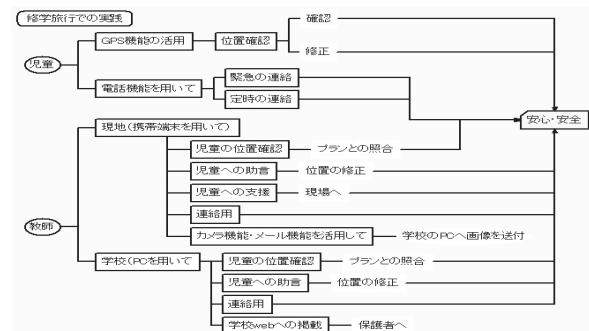 修学旅行での実践
確認
GPS機能の活用
位置確認
修正
児童
緊急の連絡
電話機能を用いて
定時の連絡
安心・安全
現地(携帯端末を用いて)
児童の位置確認
プランとの照合
児童への助言
位置の修正
児童への支援
現場へ
連絡用
教師
カメラ機能・メール機能を活用して
学校のPCへ画像を送付
学校(PCを用いて
児童の位置確認
プランとの照合
児童への助言
位置の修正
連絡用
学校webへの掲載
保護者へ